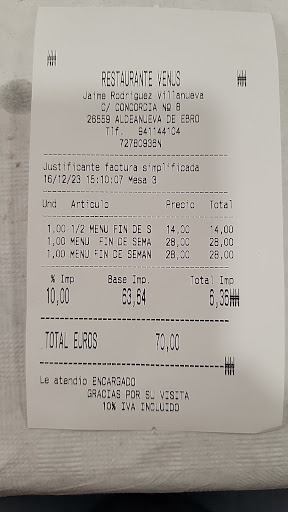 RESTAURANTE VENUS
Jaime Rodriguez Villanueva
C/ CONCORDIA Nº 8
26559 ALDEANUEVA DE EBRO
Tlf. 941144104
72780936N
Justificante factura simplificada
16/12/23 15:10:07 Mesa 3
Und Articulo Precio Total
1,00 1/2 MENU FIN DE S 14,00 14,00
1,00 MENU FIN DE SEMA 28,00 28,00
1,00 MENU FIN DE SEMAN 28,00 28,00
% Imp Base Imp. Total Imp
10,00 63,64 6,36
TOTAL EUROS 70,00
Le atendio ENCARGADO
GRACIAS POR SU VISITA
10% IVA INCLUIDO